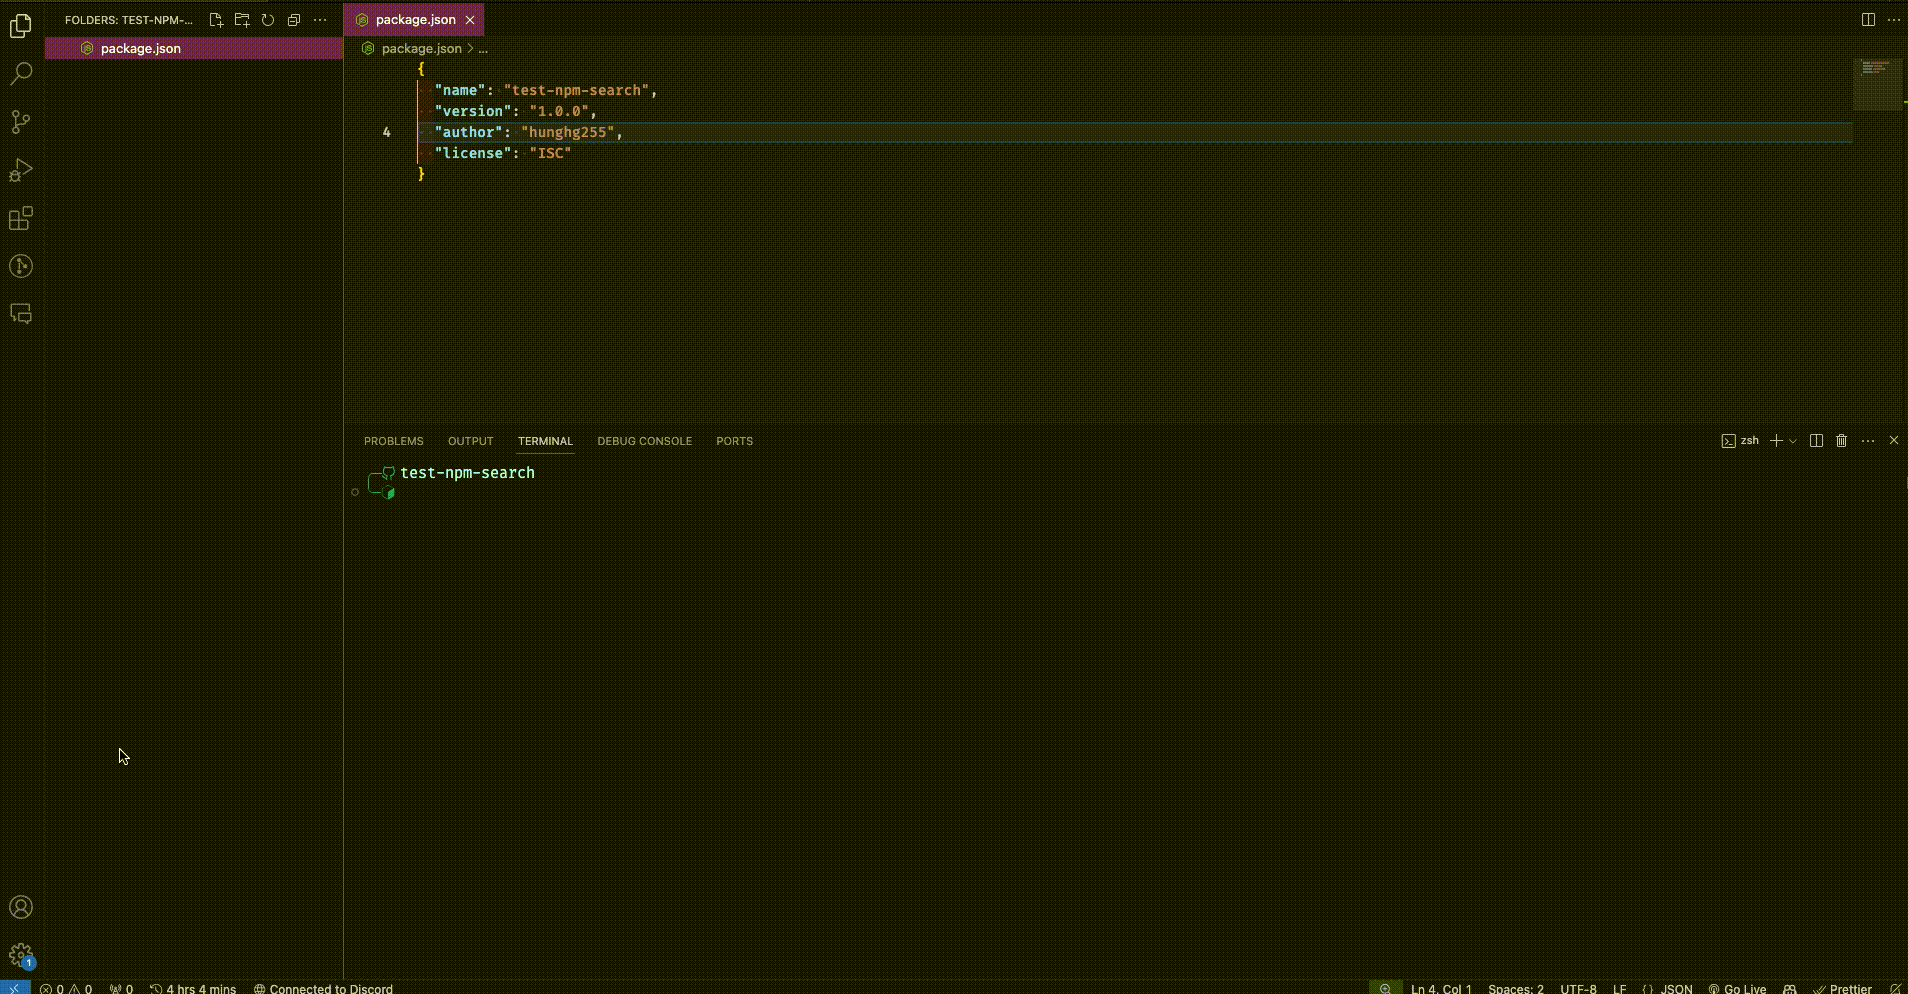 FOLDERS: TEST-NPM-...
package.json
package.json
package.json > ...
{
"name": "test-npm-search",
"version": "1.0.0",
4 "author": "hunghg255",
"license": "ISC"
}
PROBLEMS OUTPUT TERMINAL DEBUG CONSOLE PORTS
zsh
test-npm-search
1
0 0 0 4 hrs 4 mins Connected to Discord
Ln 4, Col 1 Spaces: 2 UTF-8 LF {} JSON Go Live Prettier